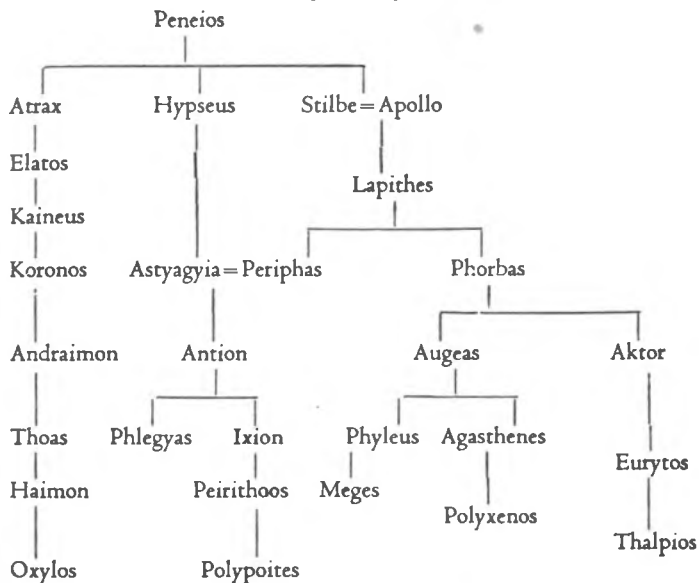 Peneios
Atrax Hypseus Stilbe=Apollo
Elatos
Lapithes
Kaineus
Koronos Astyagyia=Periphas Phorbas
Andraimon Antion Augeas Aktor
Thoas Phlegyas Ixion Phyleus Agasthenes
Eurytos
Haimon Peirithoos Meges
Polyxenos
Thalpios
Oxylos Polypoites